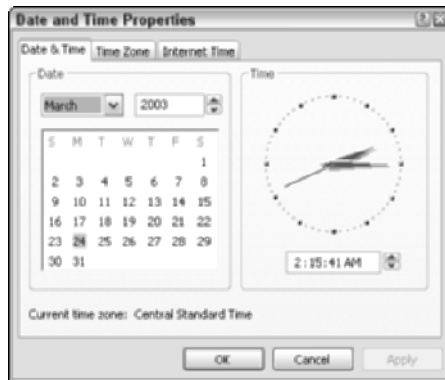 Date and Time Properties
Date & Time Time Zone Internet Time
Date
March 2003
S M T W T F S
1
2 3 4 5 6 7 8
9 10 11 12 13 14 15
16 17 18 19 20 21 22
23 24 25 26 27 28 29
30 31
Time
2:15:41 AM
Current time zone: Central Standard Time
OK Cancel Apply